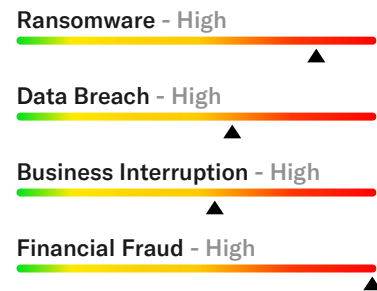 Ransomware - High
Data Breach - High
Business Interruption - High
Financial Fraud - High